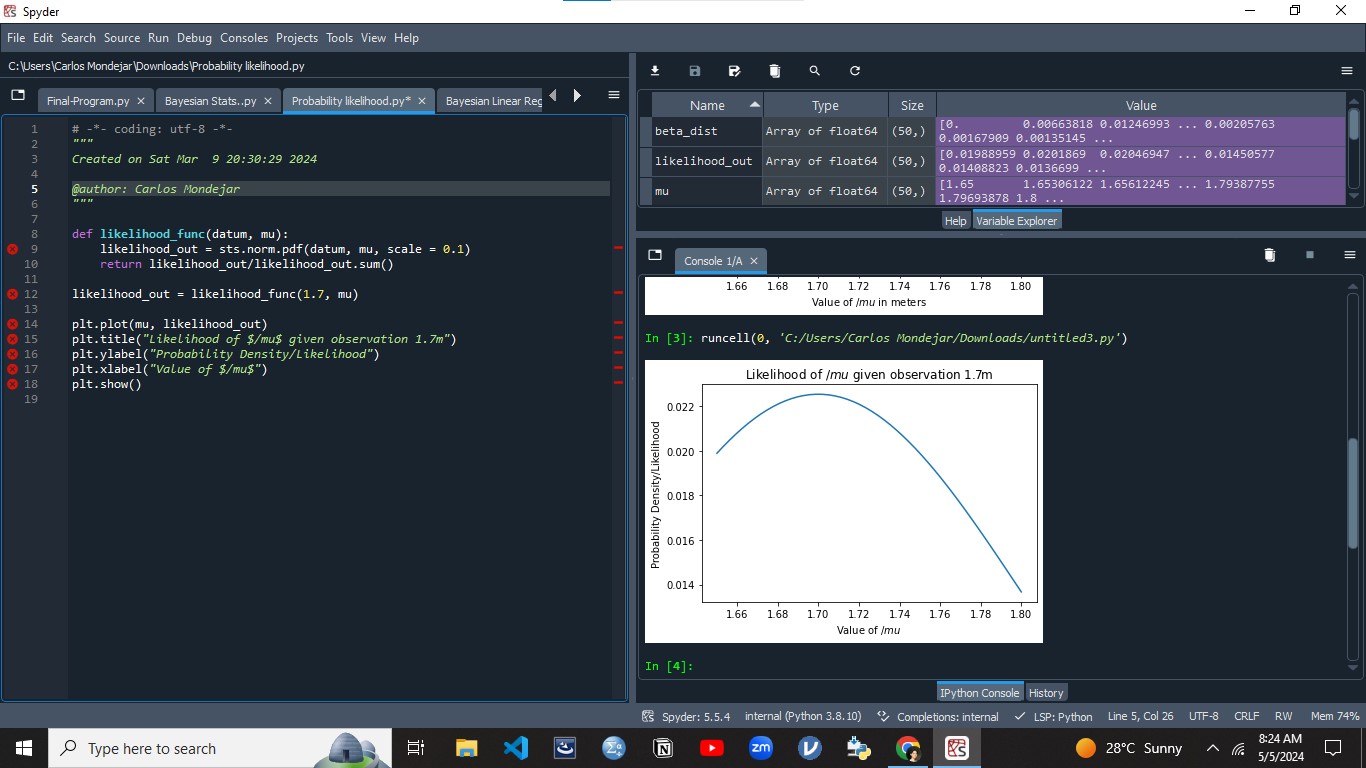 Spyder
File Edit Search Source Run Debug Consoles Projects Tools View Help
C:\Users\Carlos Mondejar\Downloads\Probability likelihood.py
Final-Program.py Bayesian Stats..py Probability likelihood.py* Bayesian Linear Reg
1 # -*- coding: utf-8 -*-
2 """
3 Created on Sat Mar  9 20:30:29 2024
4
5 @author: Carlos Mondejar
6 """
7
8 def likelihood_func(datum, mu):
9     likelihood_out = sts.norm.pdf(datum, mu, scale = 0.1)
10     return likelihood_out/likelihood_out.sum()
11
12 likelihood_out = likelihood_func(1.7, mu)
13
14 plt.plot(mu, likelihood_out)
15 plt.title("Likelihood of $/mu$ given observation 1.7m")
16 plt.ylabel("Probability Density/Likelihood")
17 plt.xlabel("Value of $/mu$")
18 plt.show()
19
Name Type Size Value
beta_dist Array of float64 (50,) [0. 0.00663818 0.01246993 ... 0.00205763
0.00167909 0.00135145 ...
likelihood_out Array of float64 (50,) [0.01988959 0.0201869 0.02046947 ... 0.01450577
0.01408823 0.0136699 ...
mu Array of float64 (50,) [1.65 1.65306122 1.65612245 ... 1.79387755
1.79693878 1.8 ...
Help Variable Explorer
Console 1/A
1.66 1.68 1.70 1.72 1.74 1.76 1.78 1.80
Value of /mu in meters
In [3]: runcell(0, 'C:/Users/Carlos Mondejar/Downloads/untitled3.py')
Likelihood of /mu given observation 1.7m
Probability Density/Likelihood
0.022
0.020
0.018
0.016
0.014
1.66 1.68 1.70 1.72 1.74 1.76 1.78 1.80
Value of /mu
In [4]:
IPython Console History
Spyder: 5.5.4 internal (Python 3.8.10) Completions: internal LSP: Python Line 5, Col 26 UTF-8 CRLF RW Mem 74%
Type here to search
zm
28°C Sunny
8:24 AM
5/5/2024